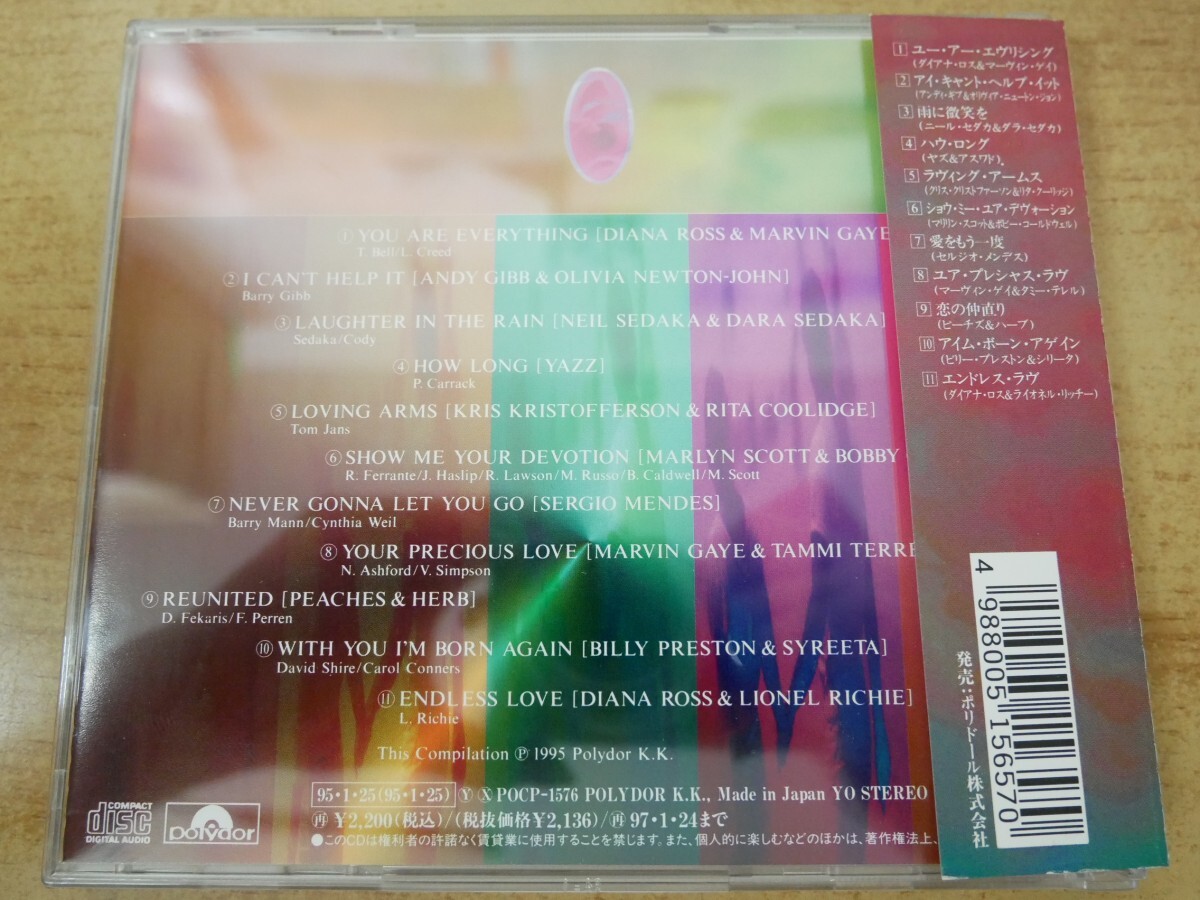 ① YOU ARE EVERYTHING [DIANA ROSS & MARVIN GAYE
T. Bell/L. Creed
② I CAN'T HELP IT [ANDY GIBB & OLIVIA NEWTON-JOHN]
Barry Gibb
③ LAUGHTER IN THE RAIN [NEIL SEDAKA & DARA SEDAKA]
Sedaka/Cody
④ HOW LONG [YAZZ]
P. Carrack
⑤ LOVING ARMS [KRIS KRISTOFFERSON & RITA COOLIDGE]
Tom Jans
⑥ SHOW ME YOUR DEVOTION [MARLYN SCOTT & BOBBY
R. Ferrante/J. Haslip/R. Lawson/M. Russo/B. Caldwell/M. Scott
⑦ NEVER GONNA LET YOU GO [SERGIO MENDES]
Barry Mann/Cynthia Weil
⑧ YOUR PRECIOUS LOVE [MARVIN GAYE & TAMMI TERRE
N. Ashford/V. Simpson
⑨ REUNITED [PEACHES & HERB]
D. Fekaris/F. Perren
⑩ WITH YOU I'M BORN AGAIN [BILLY PRESTON & SYREETA]
David Shire/Carol Conners
⑪ ENDLESS LOVE [DIANA ROSS & LIONEL RICHIE]
L. Richie
This Compilation Ⓟ 1995 Polydor K.K.
COMPACT
disc
DIGITAL AUDIO
polydor
95・1・25(95・1・25) Ⓨ Ⓧ POCP-1576 POLYDOR K.K., Made in Japan YO STEREO
再 ¥2,200(税込)/(税抜価格¥2,136)/再 97・1・24まで
●このCDは権利者の許諾なく賃貸業に使用することを禁じます。また、個人的に楽しむなどのほかは、著作権法上、
1 ユー・アー・エヴリシング
(ダイアナ・ロス&マーヴィン・ゲイ)
2 アイ・キャント・ヘルプ・イット
(アンディ・ギブ&オリヴィア・ニュートン・ジョン)
3 雨に微笑を
(ニール・セダカ&ダラ・セダカ)
4 ハウ・ロング
(ヤズ&アスワド)
5 ラヴィング・アームス
(クリス・クリストファーソン&リタ・クーリッジ)
6 ショウ・ミー・ユア・デヴォーション
(マリリン・スコット&ボビー・コールドウェル)
7 愛をもう一度
(セルジオ・メンデス)
8 ユア・プレシャス・ラヴ
(マーヴィン・ゲイ&タミー・テレル)
9 恋の仲直り
(ピーチズ&ハーブ)
10 アイム・ボーン・アゲイン
(ビリー・プレストン&シリータ)
11 エンドレス・ラヴ
(ダイアナ・ロス&ライオネル・リッチー)
4 988005 156570
発売:ポリドール株式会社